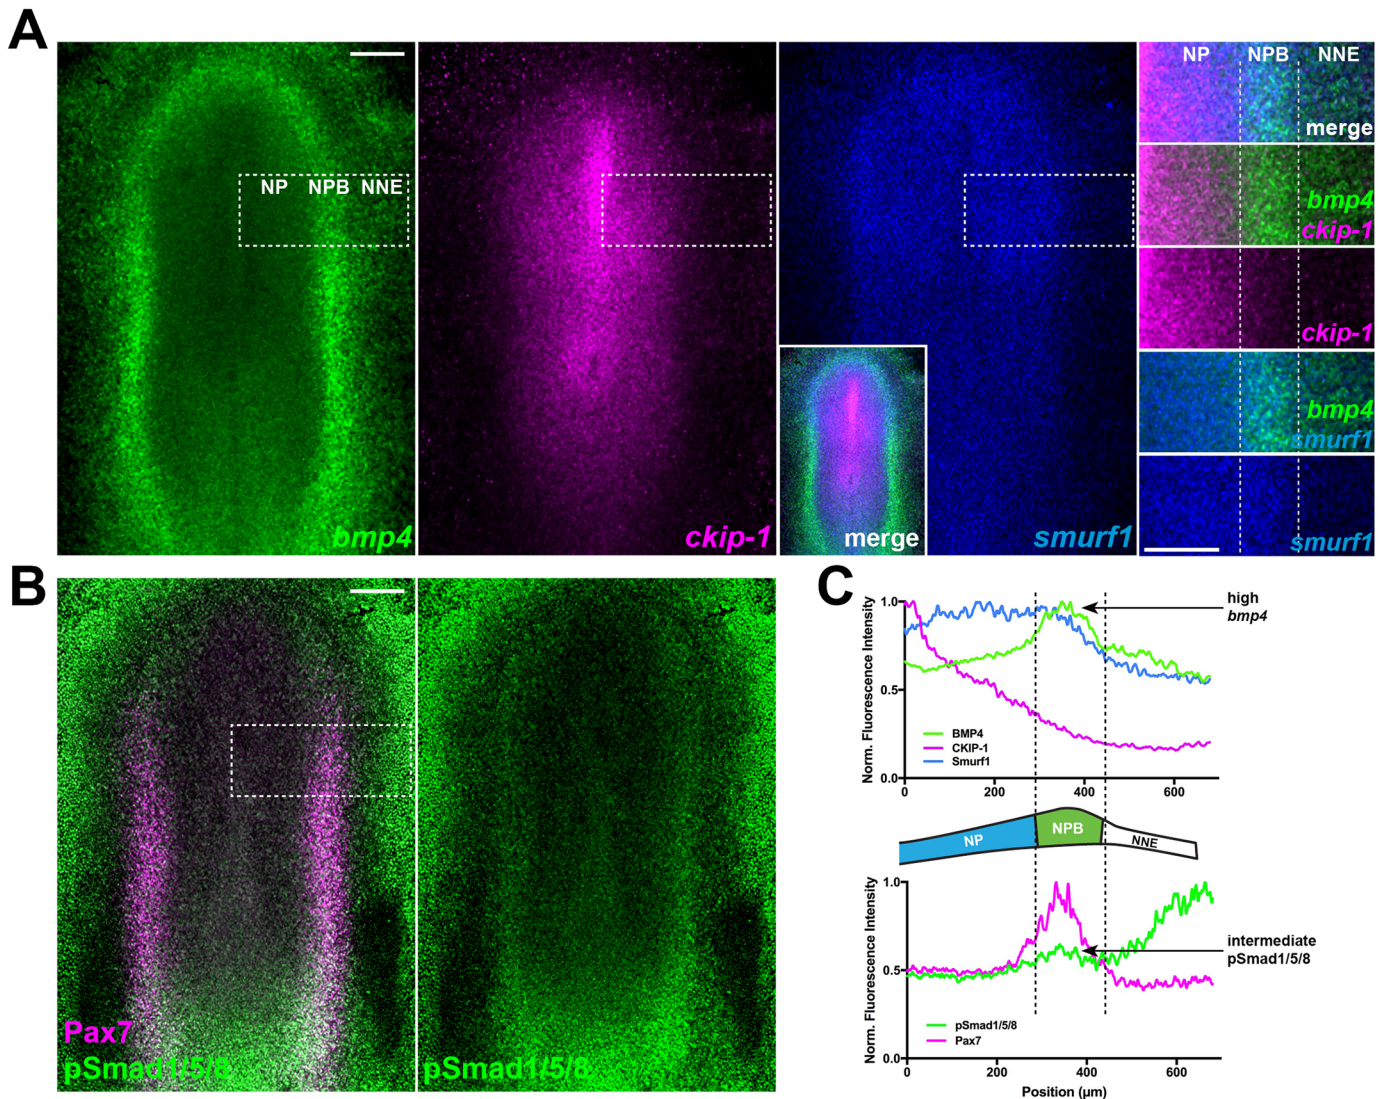 A
NP NPB NNE
bmp4
ckip-1
merge
smurf1
NP NPB NNE
merge
bmp4
ckip-1
ckip-1
bmp4
smurf1
smurf1
B
Pax7
pSmad1/5/8
pSmad1/5/8
C
Norm. Fluorescence Intensity
1.0
0.5
0.0
0 200 400 600
BMP4
CKIP-1
Smurf1
high
bmp4
NP NPB NNE
Norm. Fluorescence Intensity
1.0
0.5
0.0
0 200 400 600
pSmad1/5/8
Pax7
intermediate
pSmad1/5/8
Position (µm)